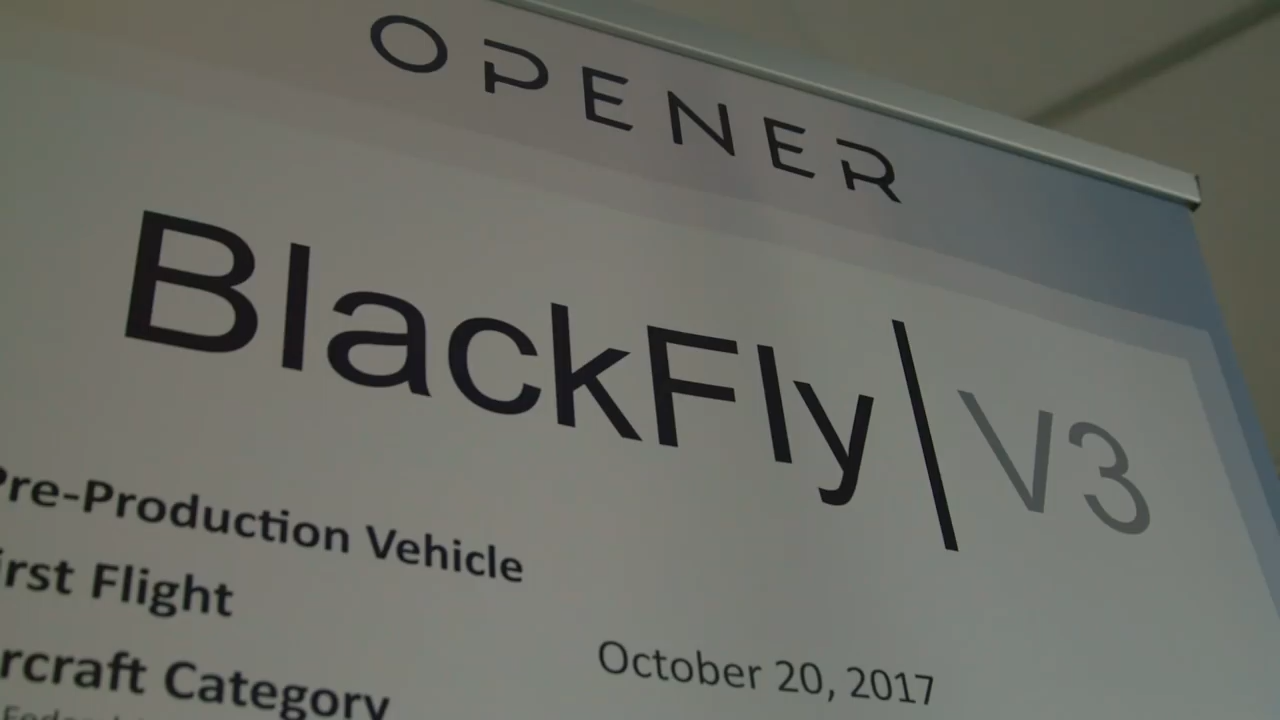 OPENER
BlackFly | V3
Pre-Production Vehicle
irst Flight
October 20, 2017
rcraft Category